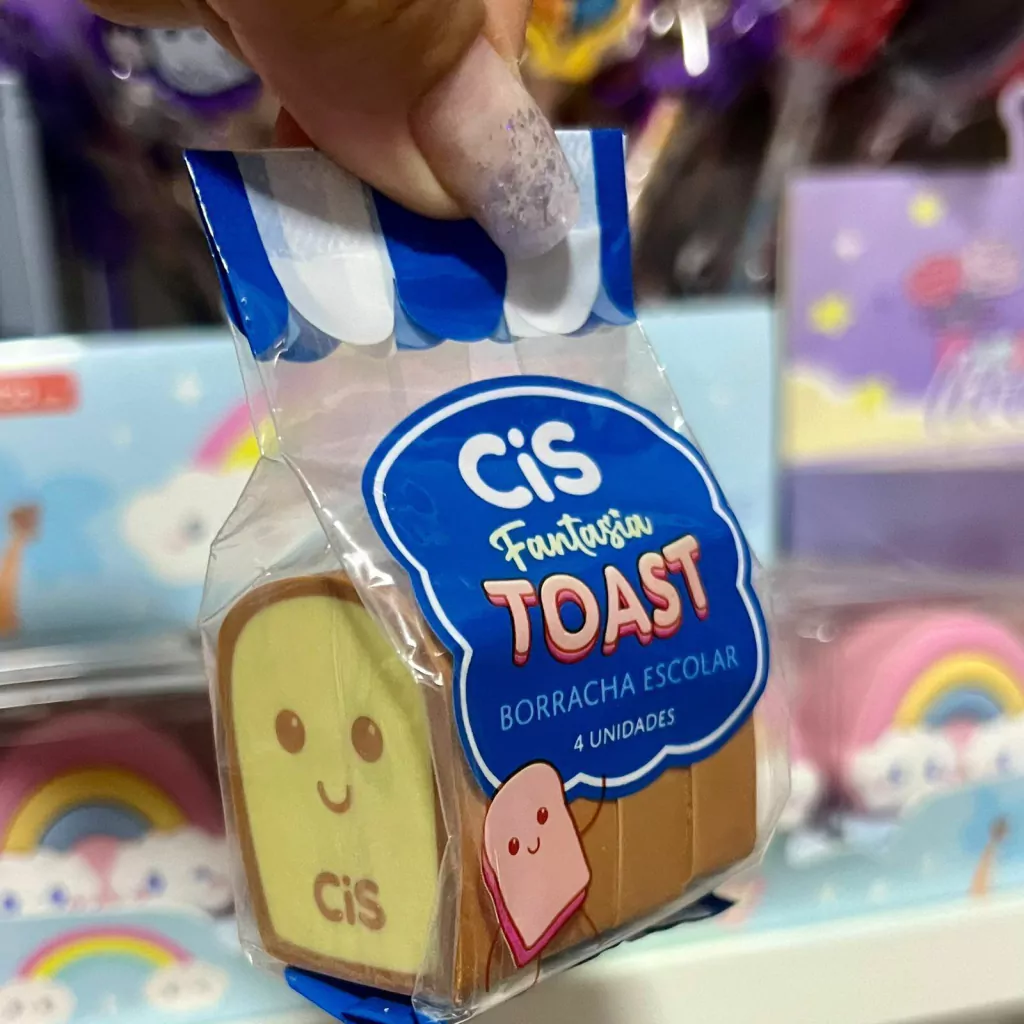 CiS
Fantasia
TOAST
BORRACHA ESCOLAR
4 UNIDADES
CiS